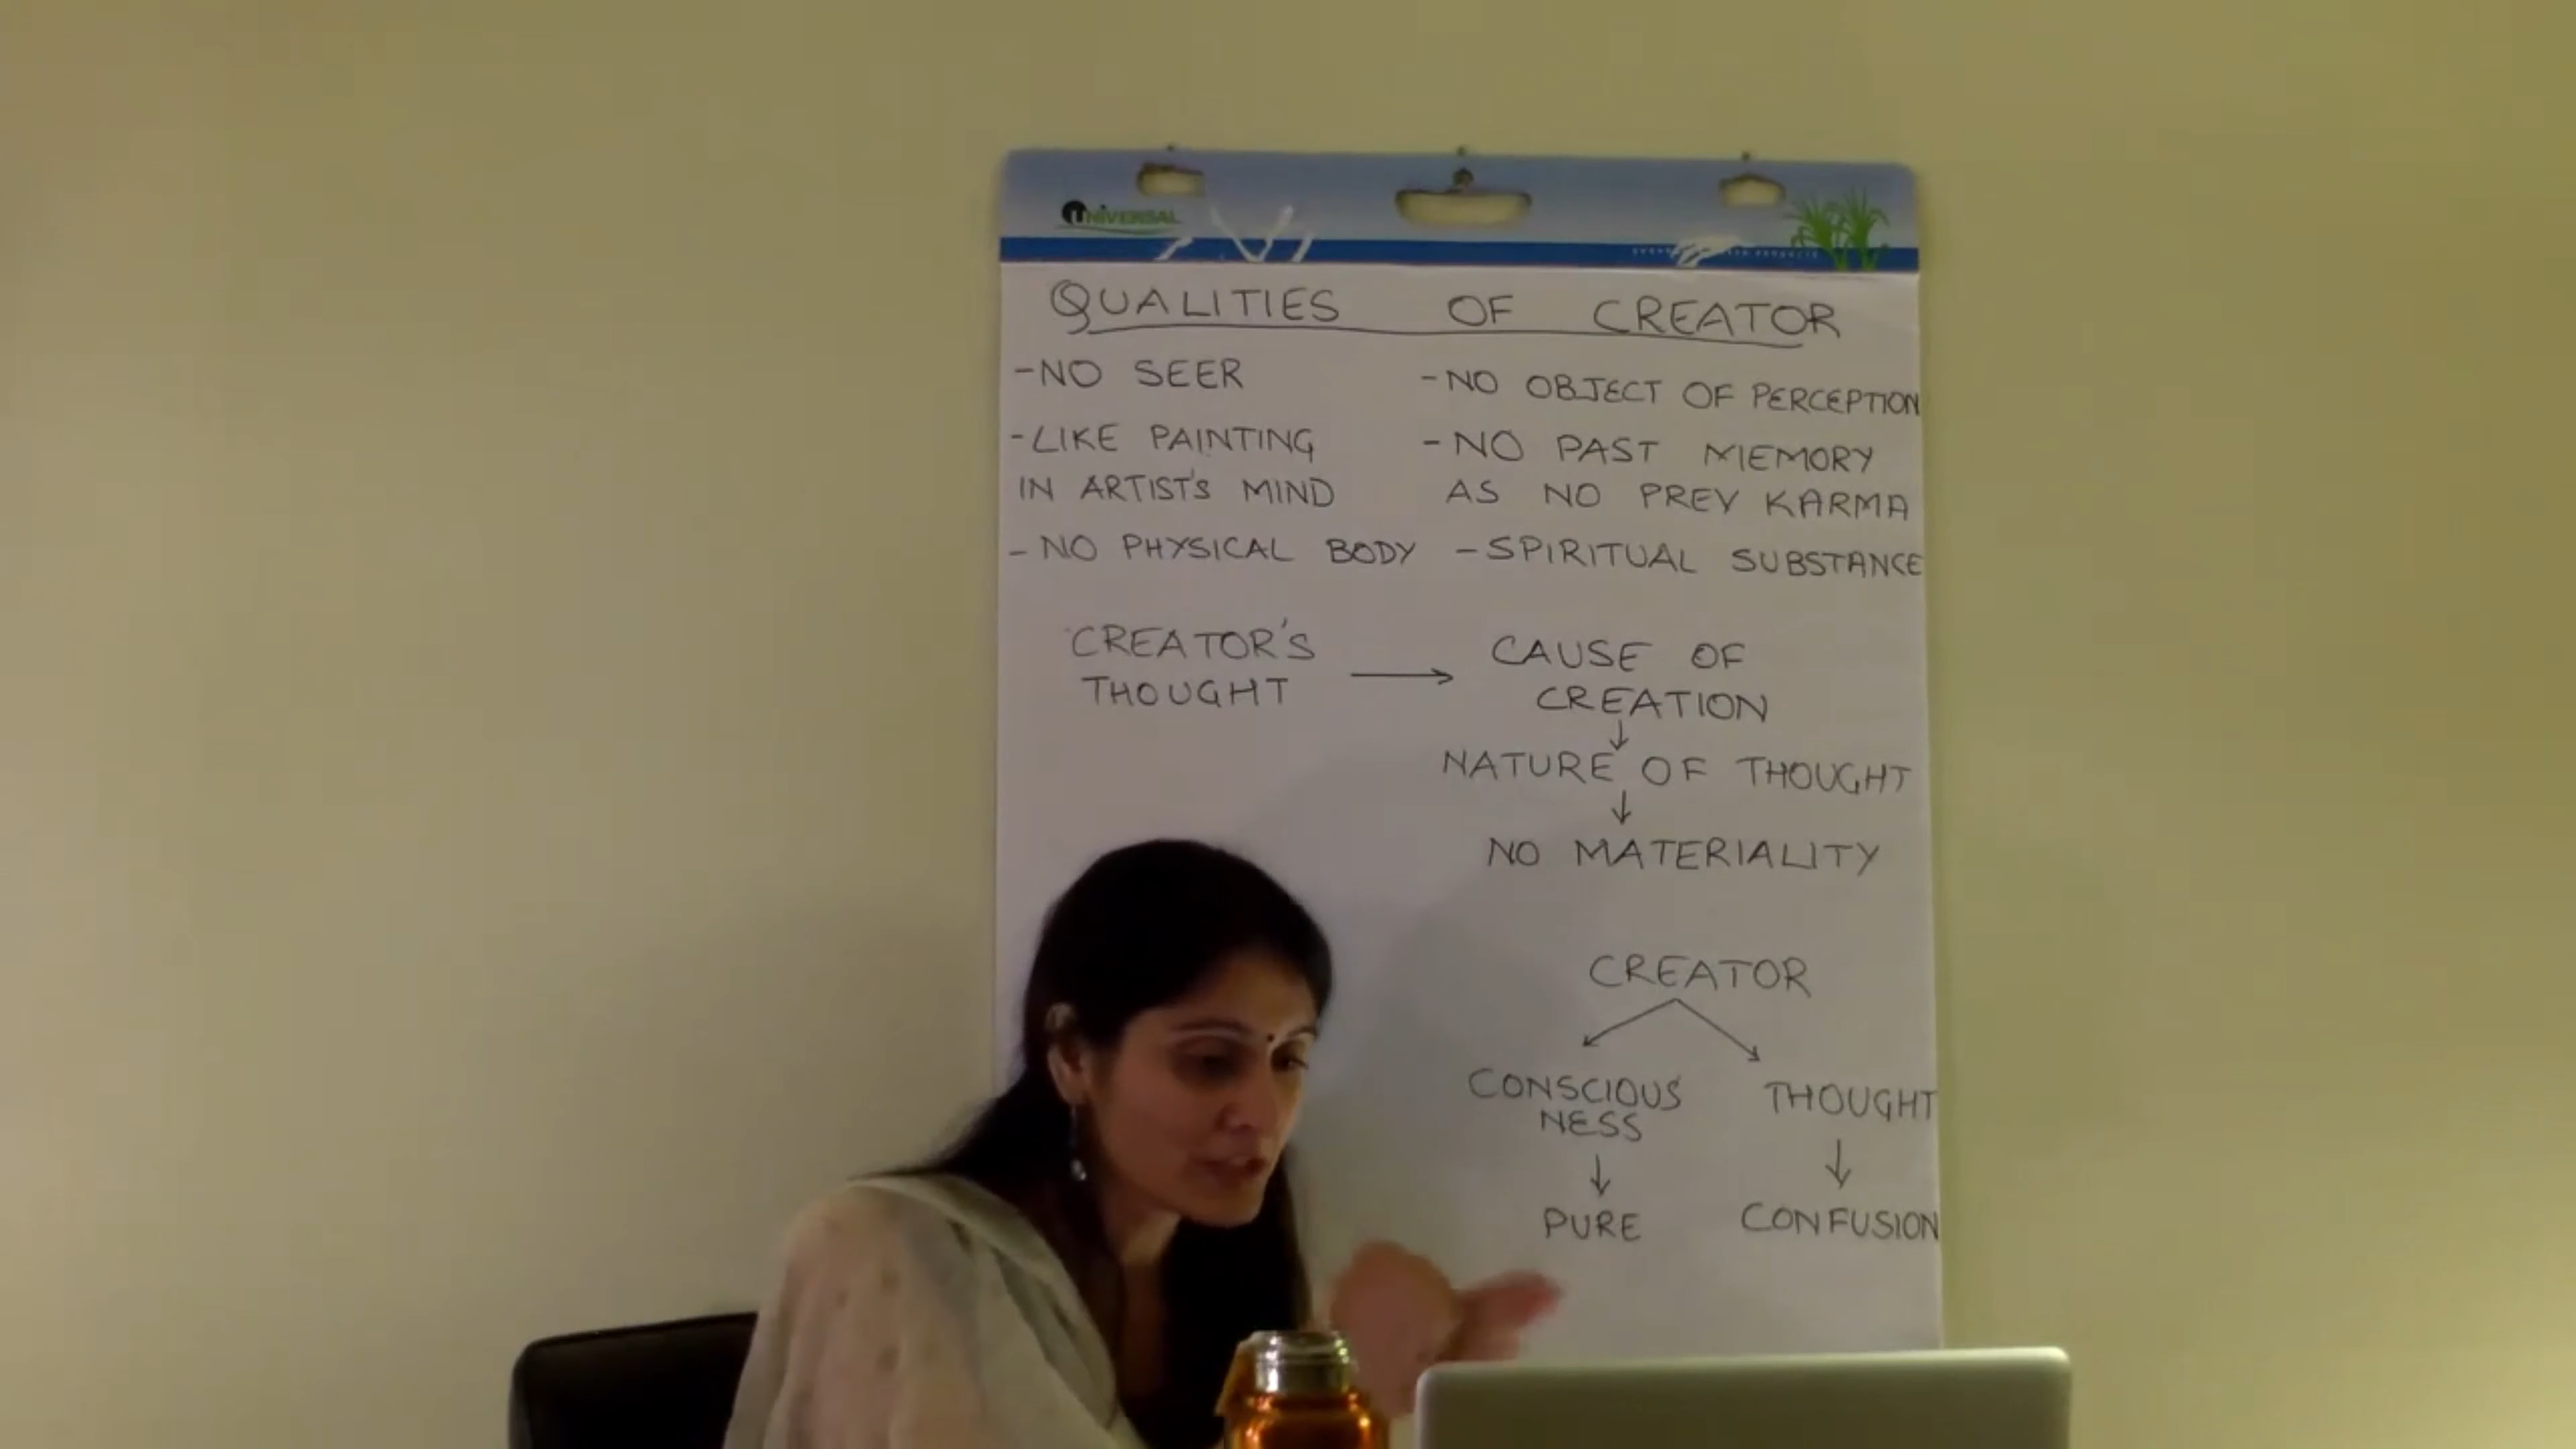 UNIVERSAL
QUALITIES OF CREATOR
-NO SEER
-NO OBJECT OF PERCEPTION
-LIKE PAINTING
IN ARTIST'S MIND
-NO PAST MEMORY
AS NO PREV KARMA
-NO PHYSICAL BODY
-SPIRITUAL SUBSTANCE
CREATOR'S
THOUGHT
→ CAUSE OF
CREATION
↓
NATURE OF THOUGHT
↓
NO MATERIALITY
CREATOR
CONSCIOUS
NESS
THOUGHT
↓ ↓
PURE
CONFUSION